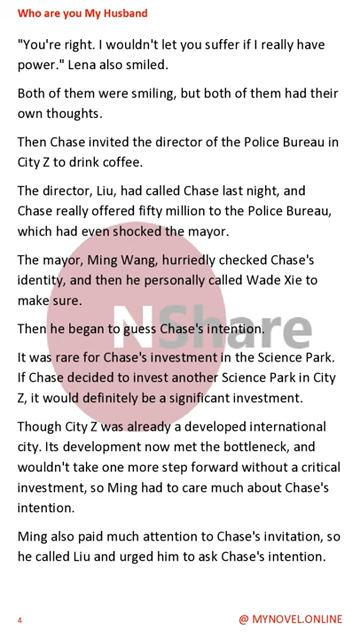 Who are you My Husband
"You're right. I wouldn't let you suffer if I really have
power." Lena also smiled.
Both of them were smiling, but both of them had their
own thoughts.
Then Chase invited the director of the Police Bureau in
City Z to drink coffee.
The director, Liu, had called Chase last night, and
Chase really offered fifty million to the Police Bureau,
which had even shocked the mayor.
The mayor, Ming Wang, hurriedly checked Chase's
identity, and then he personally called Wade Xie to
make sure.
NShare
Then he began to guess Chase's intention.
It was rare for Chase's investment in the Science Park.
If Chase decided to invest another Science Park in City
Z, it would definitely be a significant investment.
Though City Z was already a developed international
city. Its development now met the bottleneck, and
wouldn't take one more step forward without a critical
investment, so Ming had to care much about Chase's
intention.
Ming also paid much attention to Chase's invitation, so
he called Liu and urged him to ask Chase's intention.
4
@ MYNOVEL.ONLINE